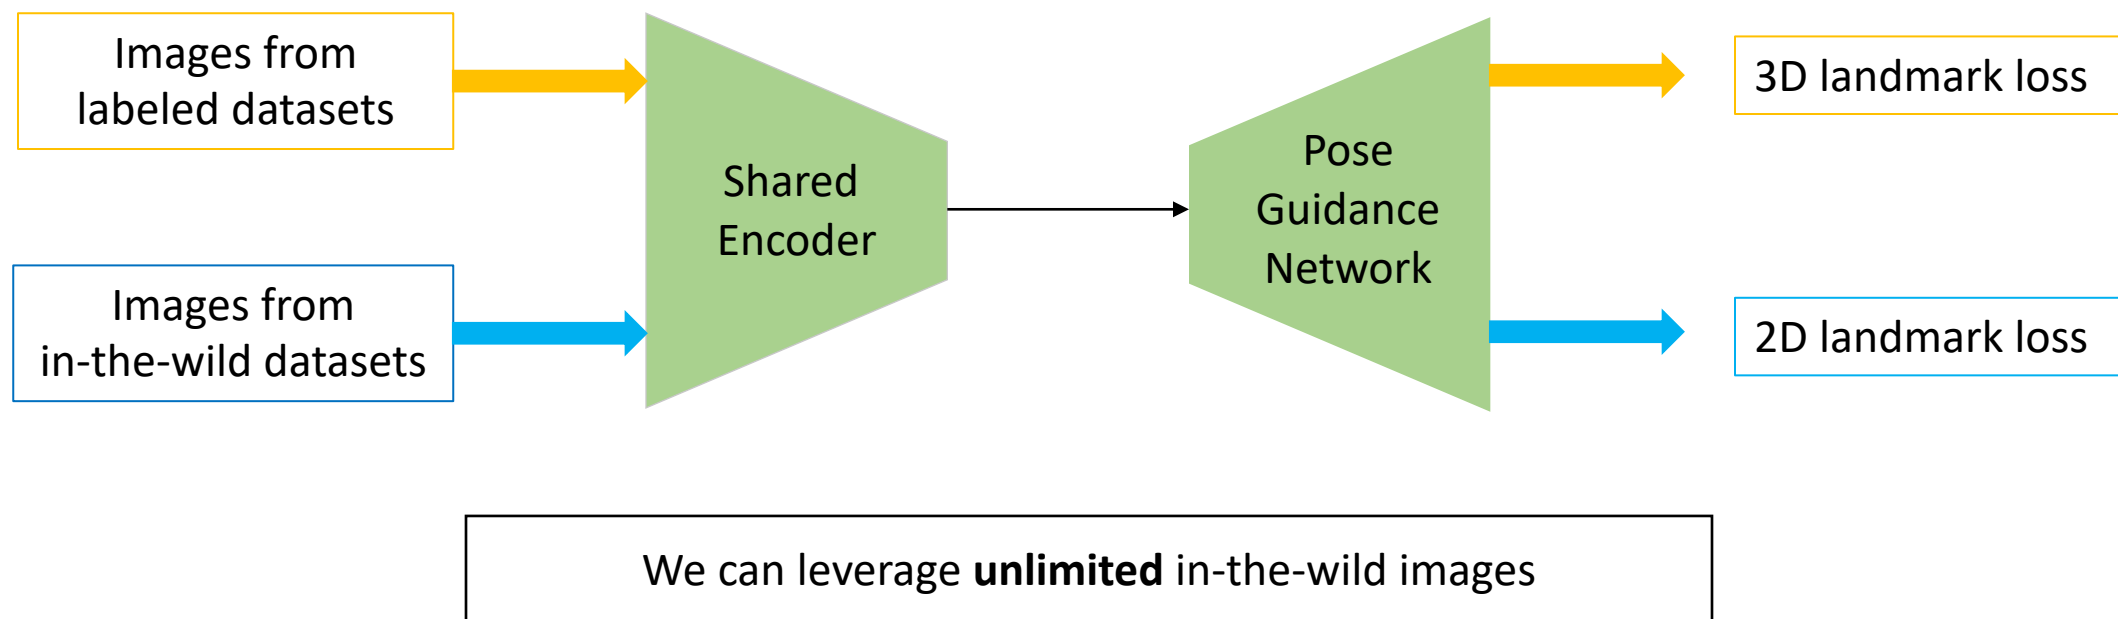 Images from
labeled datasets
Shared
Encoder
Pose
Guidance
Network
3D landmark loss
Images from
in-the-wild datasets
2D landmark loss
We can leverage unlimited in-the-wild images